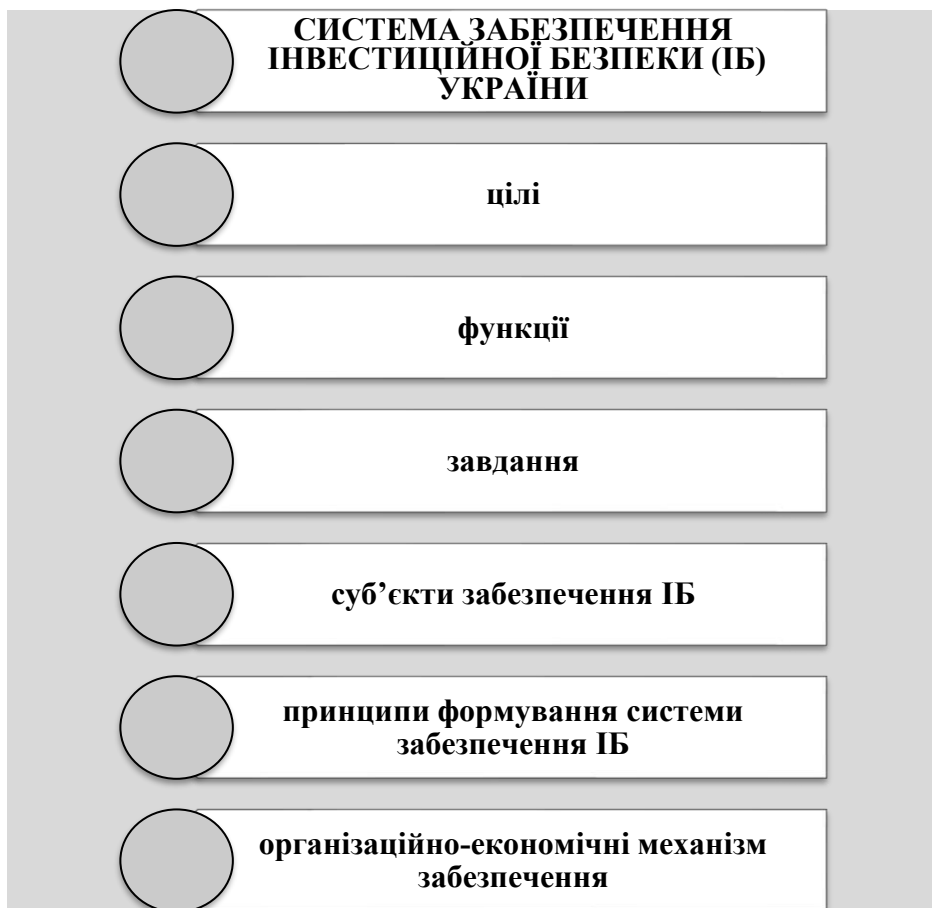 СИСТЕМА ЗАБЕЗПЕЧЕННЯ
ІНВЕСТИЦІЙНОЇ БЕЗПЕКИ (ІБ)
УКРАЇНИ
цілі
функції
завдання
суб’єкти забезпечення ІБ
принципи формування системи
забезпечення ІБ
організаційно-економічні механізм
забезпечення